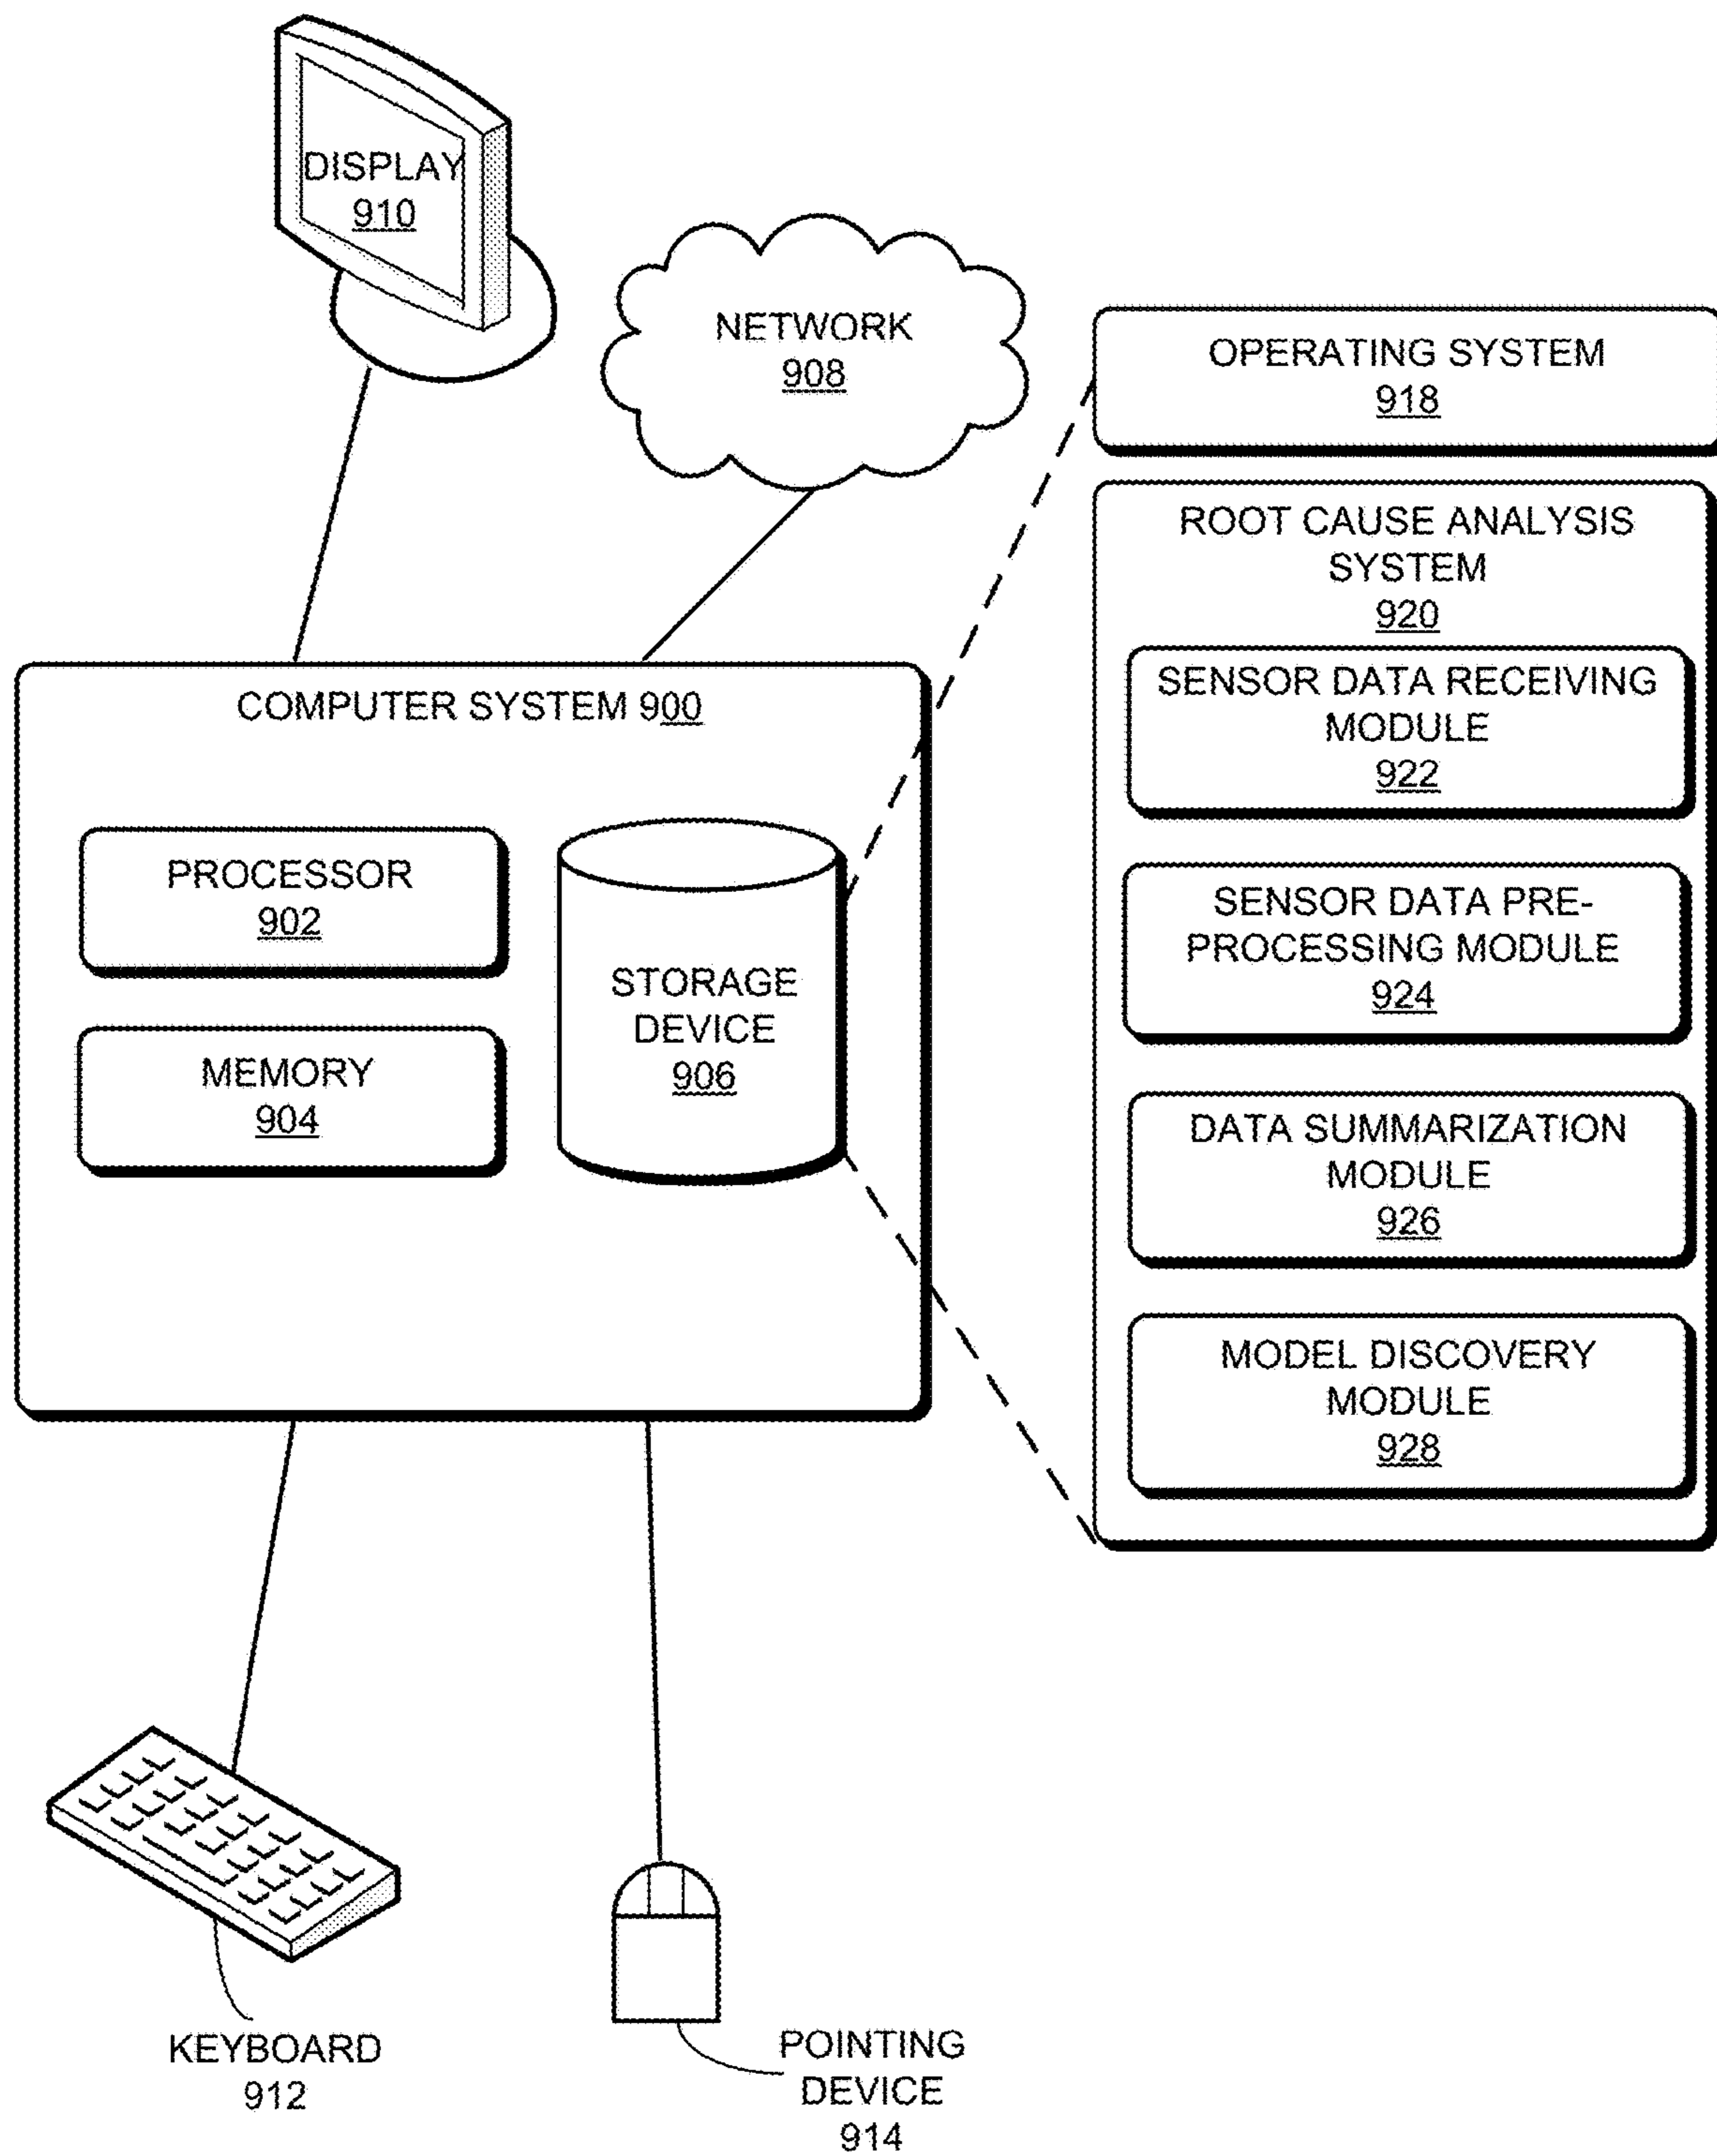 DISPLAY
910
NETWORK
908
OPERATING SYSTEM
918
ROOT CAUSE ANALYSIS
SYSTEM
920
SENSOR DATA RECEIVING
MODULE
922
SENSOR DATA PRE-
PROCESSING MODULE
924
DATA SUMMARIZATION
MODULE
926
MODEL DISCOVERY
MODULE
928
COMPUTER SYSTEM 900
PROCESSOR
902
MEMORY
904
STORAGE
DEVICE
906
KEYBOARD
912
POINTING
DEVICE
914